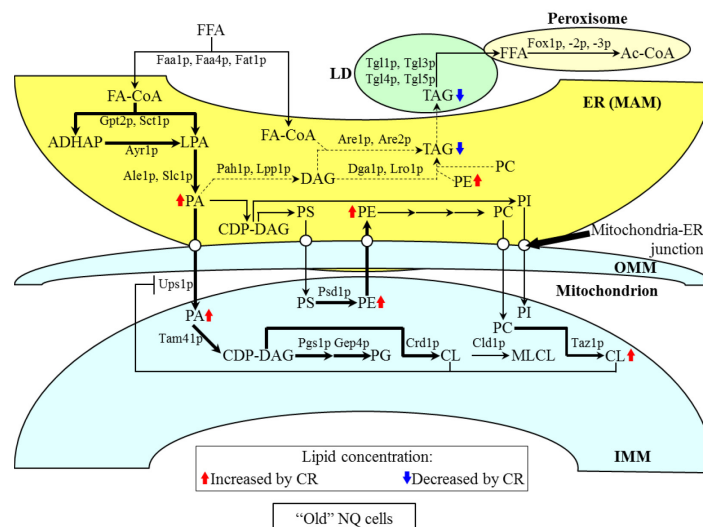 Peroxisome
FFA
Faa1p, Faa4p, Fat1p
Tgl1p, Tgl3p
Tgl4p, Tgl5p
LD
TAG
FFA
Fox1p, -2p, -3p
Ac-CoA
ER (MAM)
FA-CoA
Gpt2p, Sct1p
ADHAP
LPA
Ayr1p
FA-CoA
Are1p, Are2p
TAG
Ale1p, Slc1p
Pah1p, Lpp1p
DAG
Dga1p, Lro1p
PC
PE
PA
CDP-DAG
PS
PE
PC
PI
Mitochondria-ER
junction
OMM
Mitochondrion
Ups1p
PA
PS
Psd1p
PE
PI
PC
Tam41p
CDP-DAG
Pgs1p
Gep4p
PG
Crd1p
CL
Cld1p
MLCL
Taz1p
CL
IMM
Lipid concentration:
Increased by CR
Decreased by CR
“Old” NQ cells